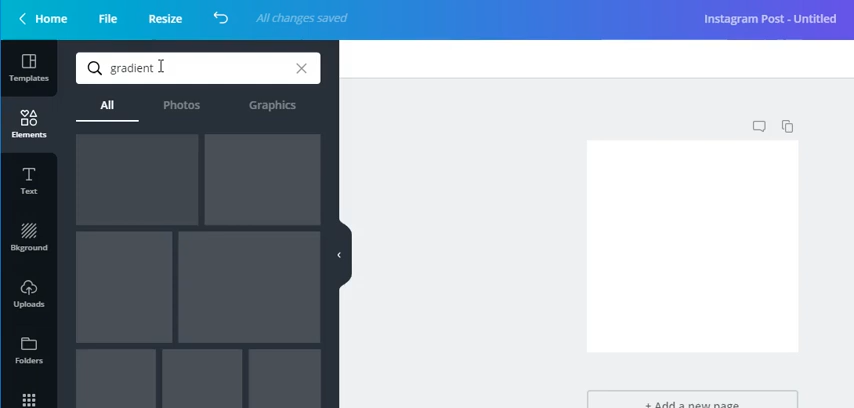 Home File Resize All changes saved Instagram Post - Untitled
Templates
gradient
All Photos Graphics
Elements
Text
Bkground
Uploads
Folders
+ Add a new page